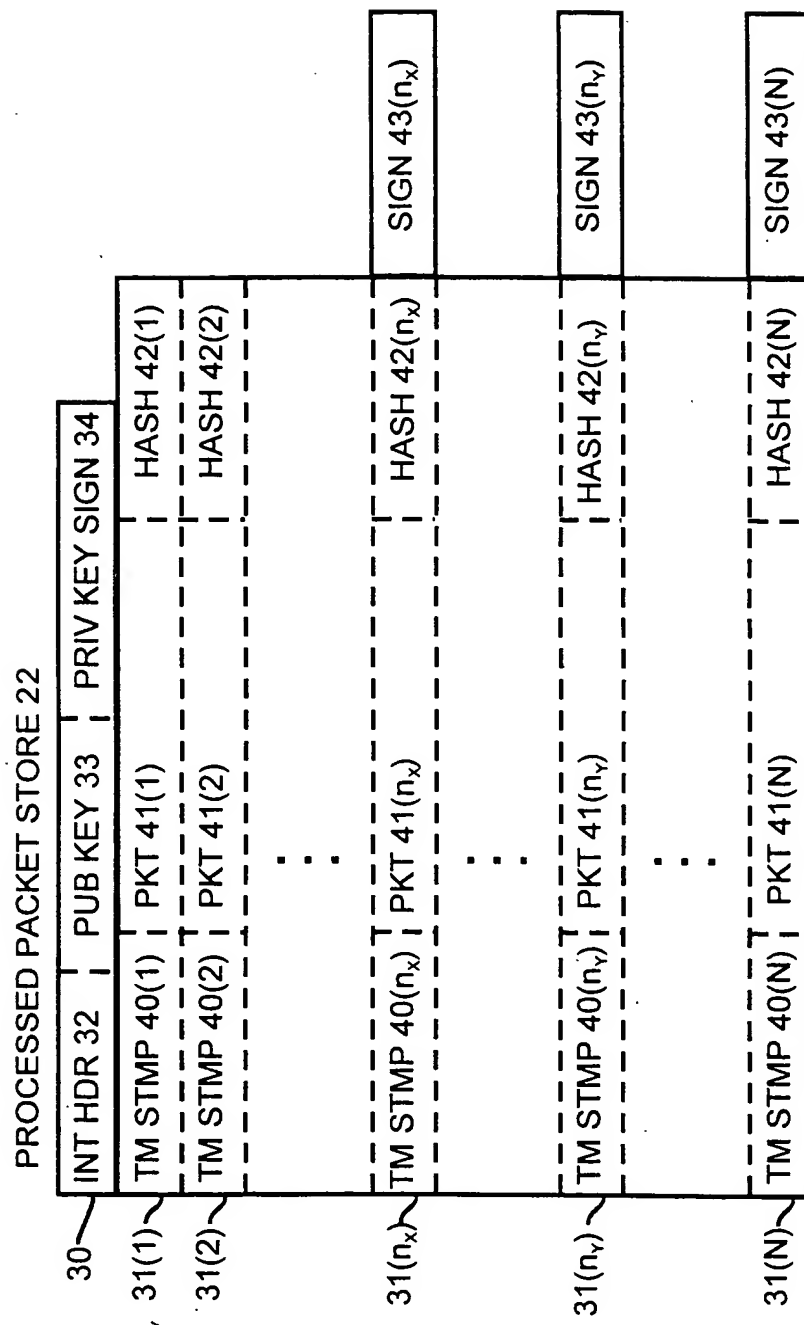 PROCESSED PACKET STORE 22
30 INT HDR 32 PUB KEY 33 PRIV KEY SIGN 34
31(1) TM STMP 40(1) PKT 41(1) HASH 42(1)
31(2) TM STMP 40(2) PKT 41(2) HASH 42(2)
31(nX) TM STMP 40(nX) PKT 41(nX) HASH 42(nX) SIGN 43(nX)
31(nY) TM STMP 40(nY) PKT 41(nY) HASH 42(nY) SIGN 43(nY)
31(N) TM STMP 40(N) PKT 41(N) HASH 42(N) SIGN 43(N)